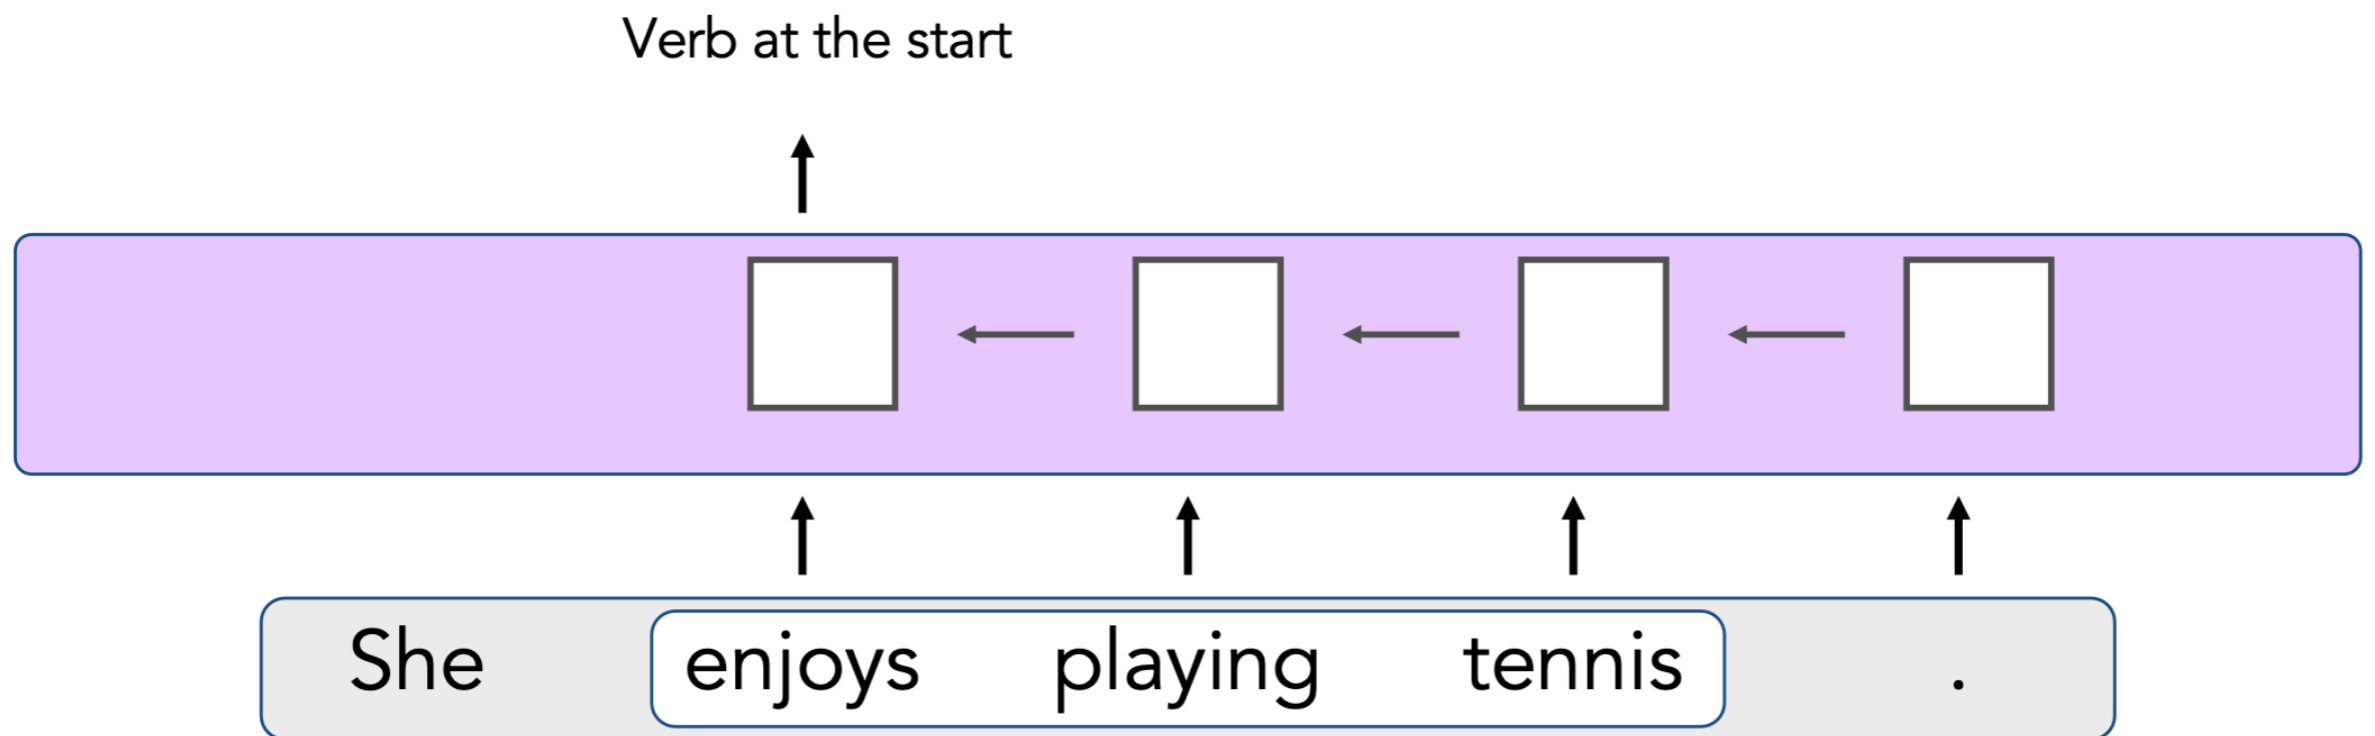 Verb at the start
She enjoys playing tennis .